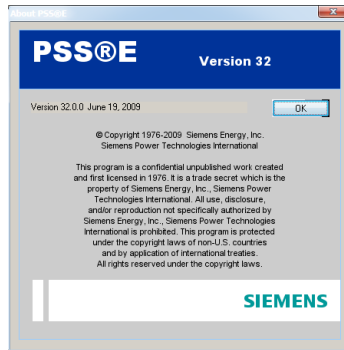 About PSS®E
PSS®E
Version 32
Version 32.0.0 June 19, 2009
OK
© Copyright 1976-2009 Siemens Energy, Inc.
Siemens Power Technologies International
This program is a confidential unpublished work created
and first licensed in 1976. It is a trade secret which is the
property of Siemens Energy, Inc., Siemens Power
Technologies International. All use, disclosure,
and/or reproduction not specifically authorized by
Siemens Energy, Inc., Siemens Power Technologies
International is prohibited. This program is protected
under the copyright laws of non-U.S. countries
and by application of international treaties.
All rights reserved under the copyright laws.
SIEMENS